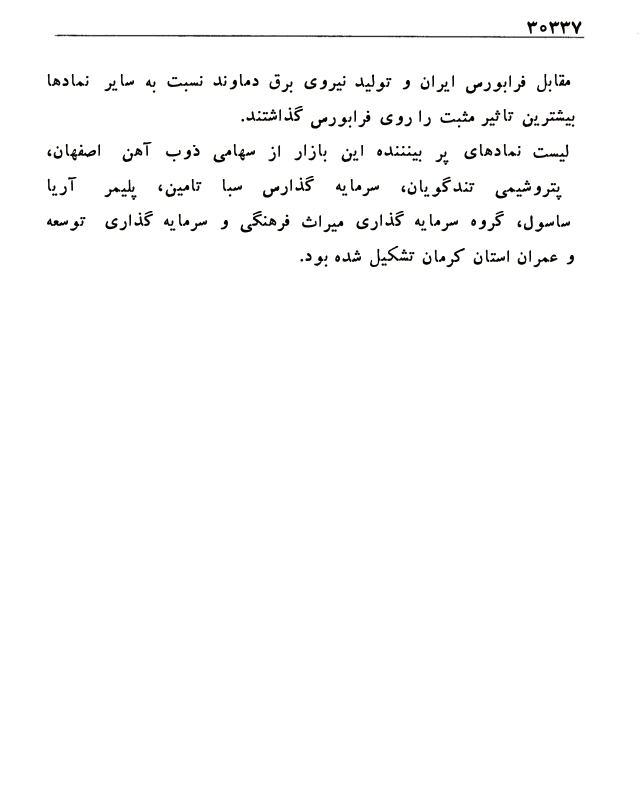 ۳۰۳۳۷
مقابل فرابورس ایران و تولید نیروی برق دماوند نسبت به سایر نمادها
بیشترین تاثیر مثبت را روی فرابورس گذاشتند.
لیست نمادهای پر بیننده این بازار از سهامی ذوب آهن اصفهان،
پتروشیمی تندگویان، سرمایه گذارس سبا تامین، پلیمر آریا
ساسول، گروه سرمایه گذاری میراث فرهنگی و سرمایه گذاری توسعه
و عمران استان کرمان تشکیل شده بود.